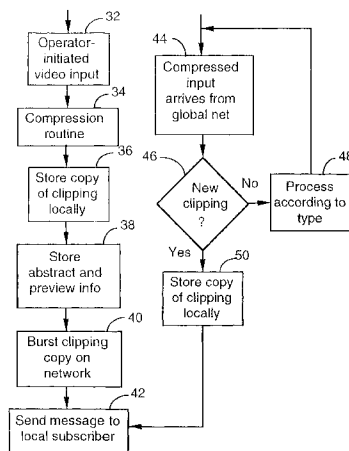 32
Operator-
initiated
video input
34
Compression
routine
36
Store copy
of clipping
locally
38
Store
abstract and
preview info
40
Burst clipping
copy on
network
42
Send message to
local subscriber
44
Compressed
input
arrives from
global net
46
New
clipping
?
No
Yes
48
Process
according to
type
50
Store copy
of clipping
locally